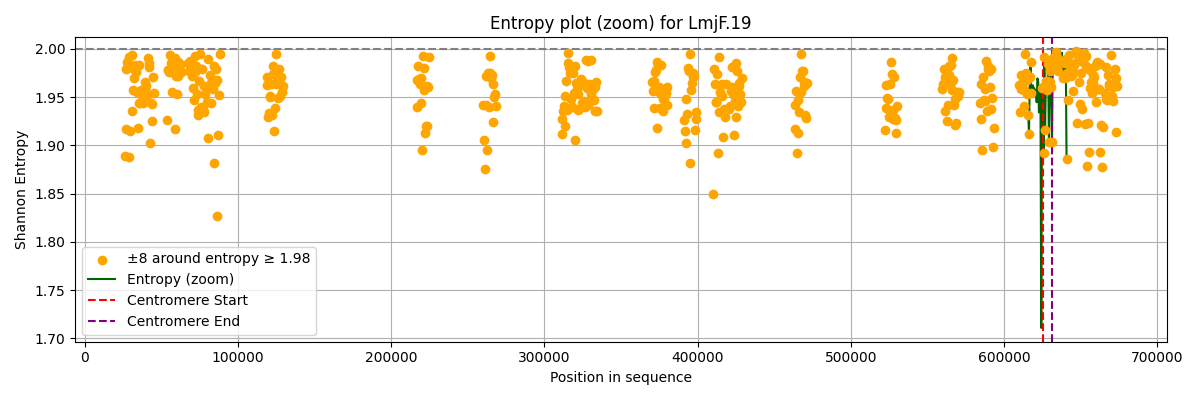 Entropy plot (zoom) for LmjF.19
2.00
1.95
1.90
1.85
1.80
1.75
1.70
Shannon Entropy
±8 around entropy ≥ 1.98
Entropy (zoom)
Centromere Start
Centromere End
0 100000 200000 300000 400000 500000 600000 700000
Position in sequence